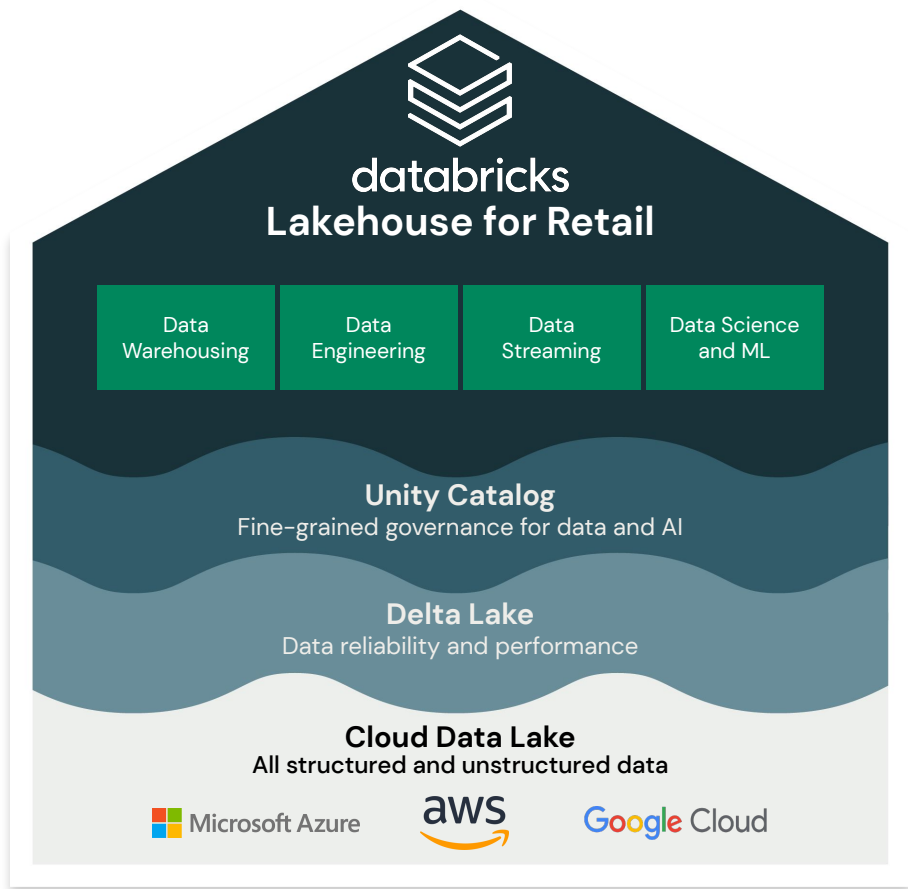 databricks
Lakehouse for Retail
Data
Warehousing
Data
Engineering
Data
Streaming
Data Science
and ML
Unity Catalog
Fine-grained governance for data and AI
Delta Lake
Data reliability and performance
Cloud Data Lake
All structured and unstructured data
Microsoft Azure
aws
Google Cloud